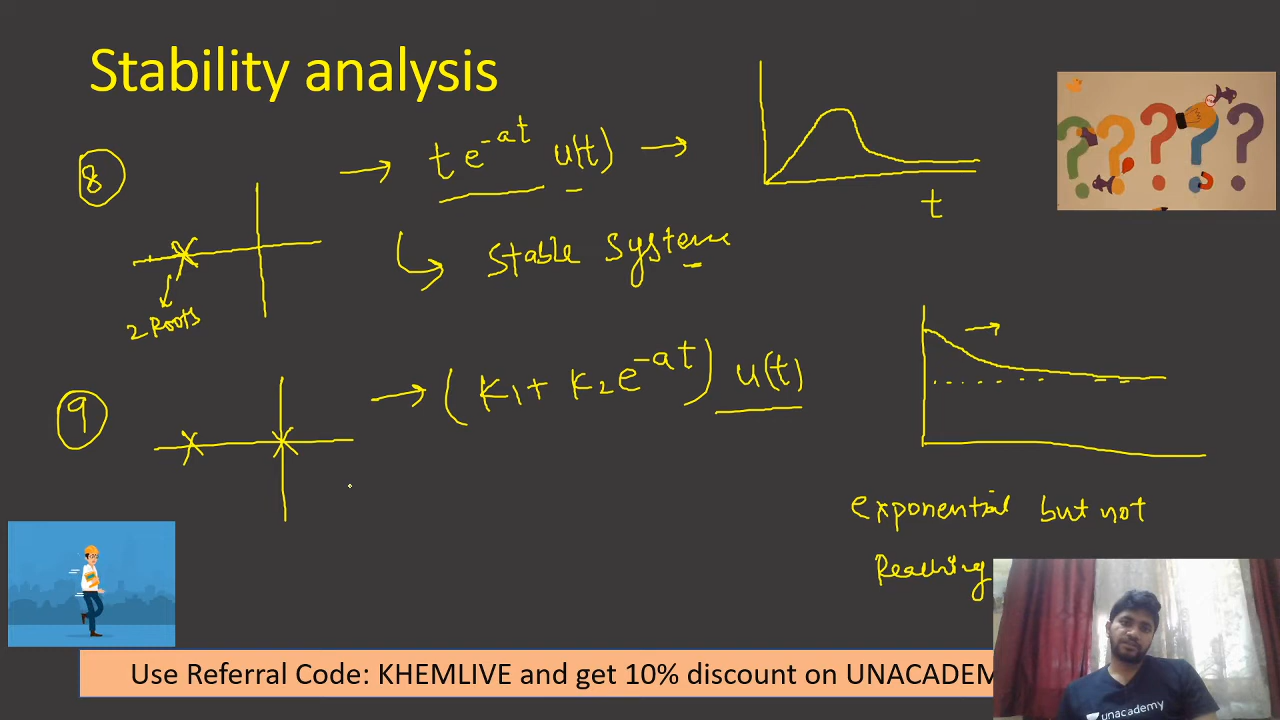 Stability analysis
8
→ t e^{-at} u(t) →
t
↳ Stable System
2 Roots
9
→ (K₁ + K₂e^{-at}) u(t)
exponential but not
Reaching
Use Referral Code: KHEMLIVE and get 10% discount on UNACADEM
unacademy